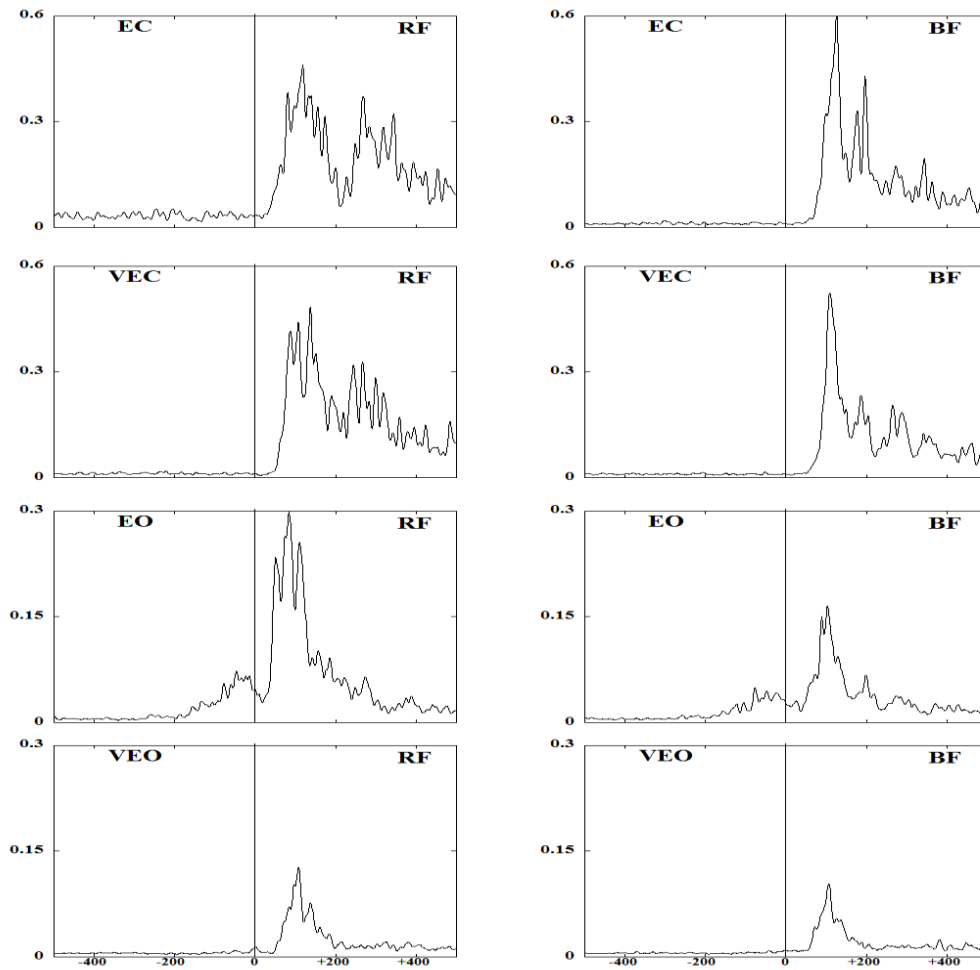 0.6 EC RF 0.6 EC BF
0.3 0.3
0 0
0.6 VEC RF 0.6 VEC BF
0.3 0.3
0 0
0.3 EO RF 0.3 EO BF
0.15 0.15
0 0
0.3 VEO RF 0.3 VEO BF
0.15 0.15
0 0
-400 -200 0 +200 +400 -400 -200 0 +200 +400